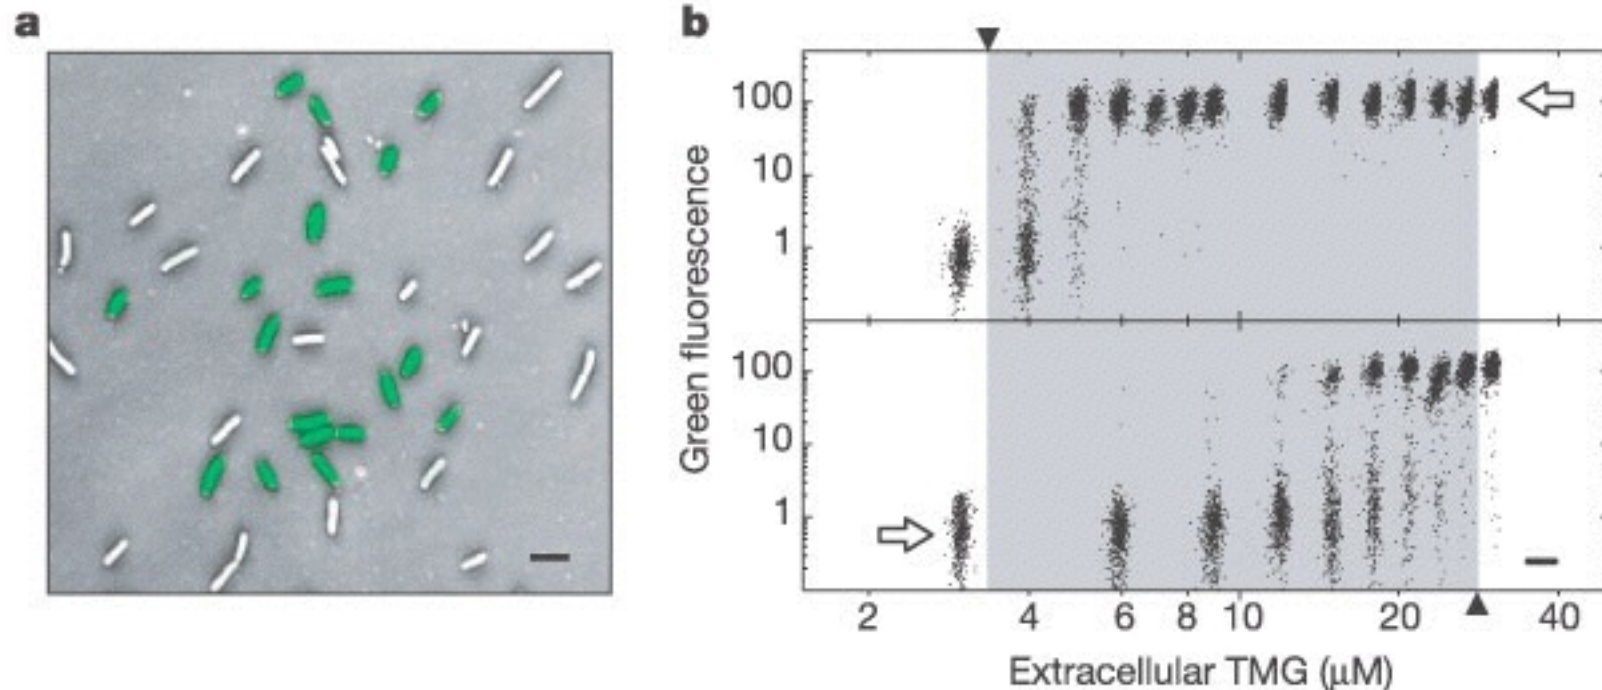 a
b
Green fluorescence
100
10
1
100
10
1
2 4 6 8 10 20 40
Extracellular TMG (μM)